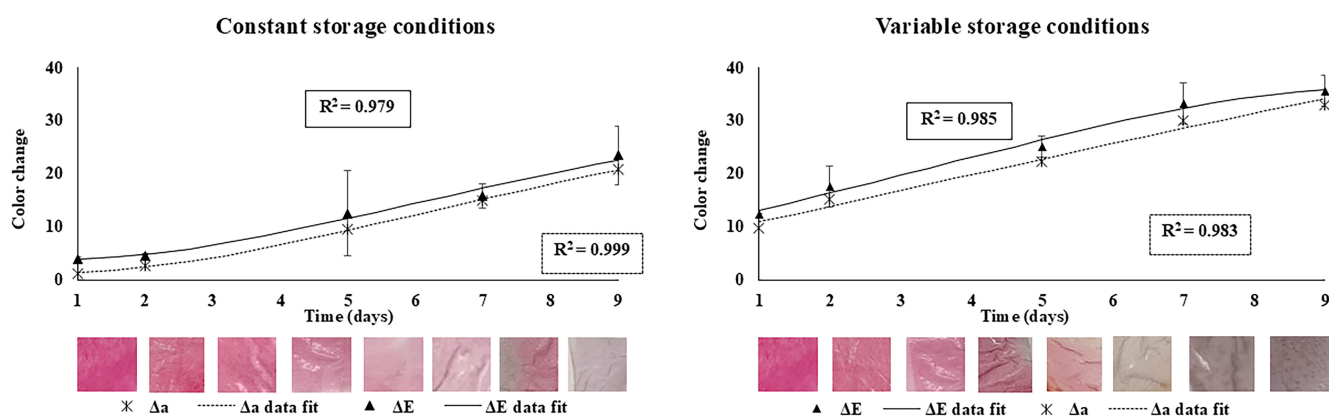 Constant storage conditions
40
30
20
10
0
Color change
R² = 0.979
R² = 0.999
1 2 3 4 5 6 7 8 9
Time (days)
Δa Δa data fit ΔE ΔE data fit
Variable storage conditions
40
30
20
10
0
Color change
R² = 0.985
R² = 0.983
1 2 3 4 5 6 7 8 9
Time (days)
ΔE ΔE data fit Δa Δa data fit